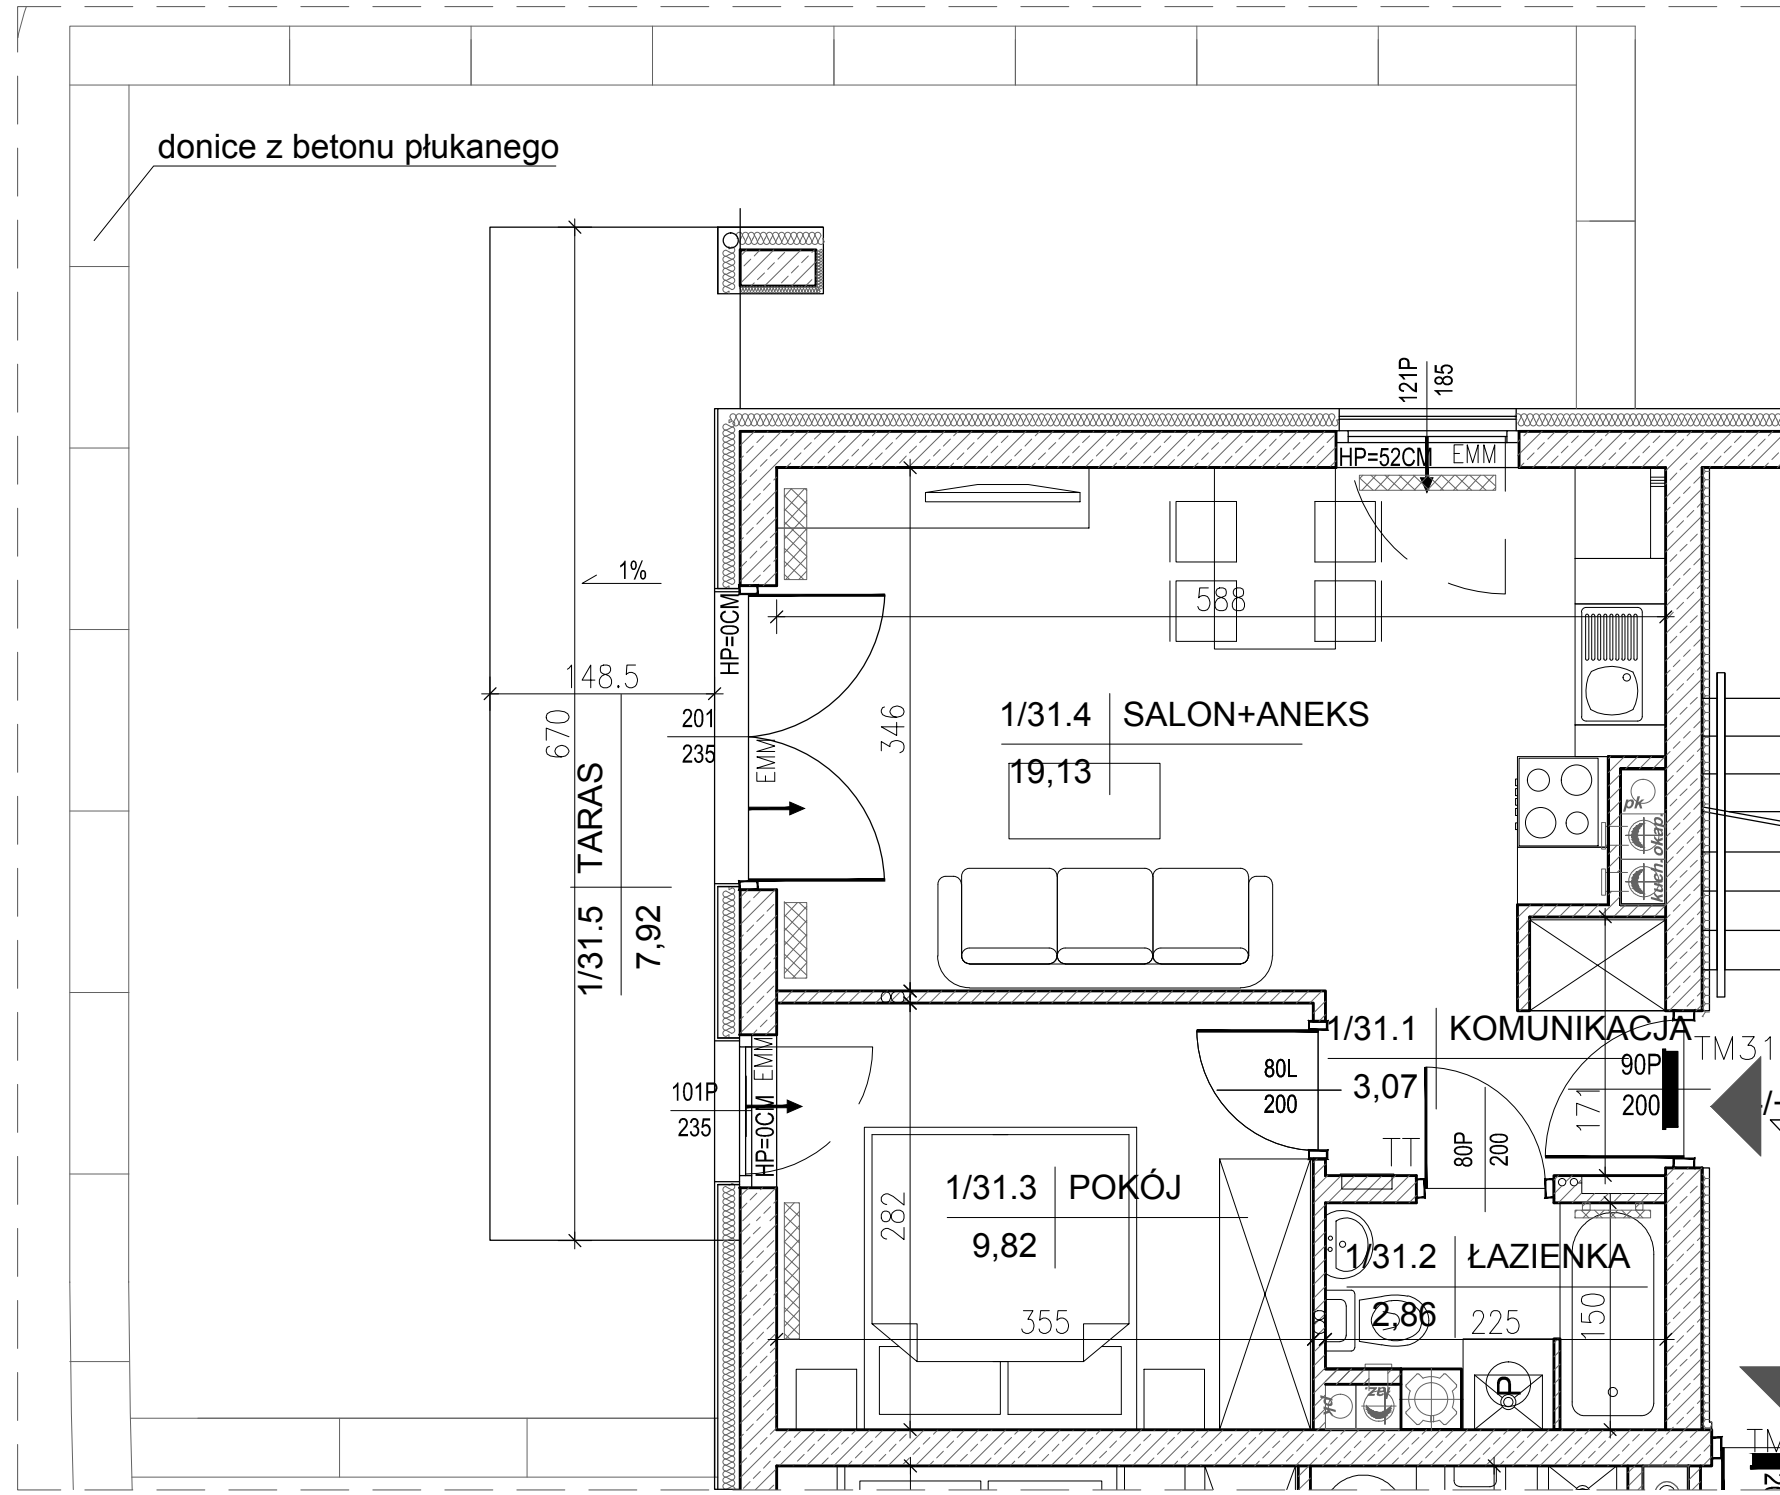 donice z betonu płukanego
121P
185
HP=52CM
EMM
1%
HP=0CM
588
148.5
670
201
235
EMM
346
1/31.4 SALON+ANEKS
19,13
1/31.5 TARAS
7,92
pk
kuch.okap.
1/31.1 KOMUNIKACJA
3,07
TM31
90P
200
171
80L
200
101P
235
HP=0CM EMM
TT
80P
200
1/31.3 POKÓJ
9,82
282
355
1/31.2 ŁAZIENKA
2,86
225
150
pk
łaz.
P
TM